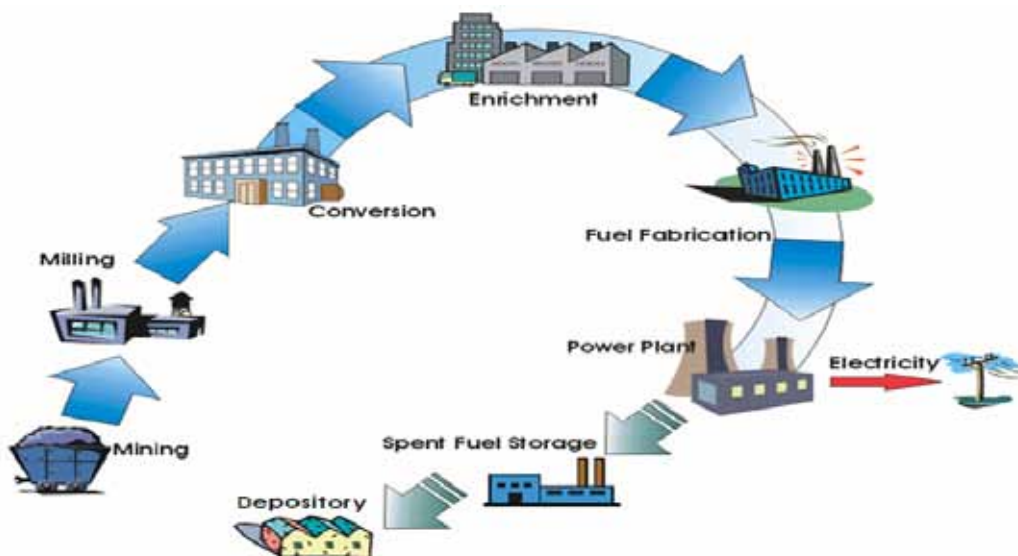 Enrichment
Conversion
Fuel Fabrication
Milling
Power Plant
Electricity
Mining
Spent Fuel Storage
Depository